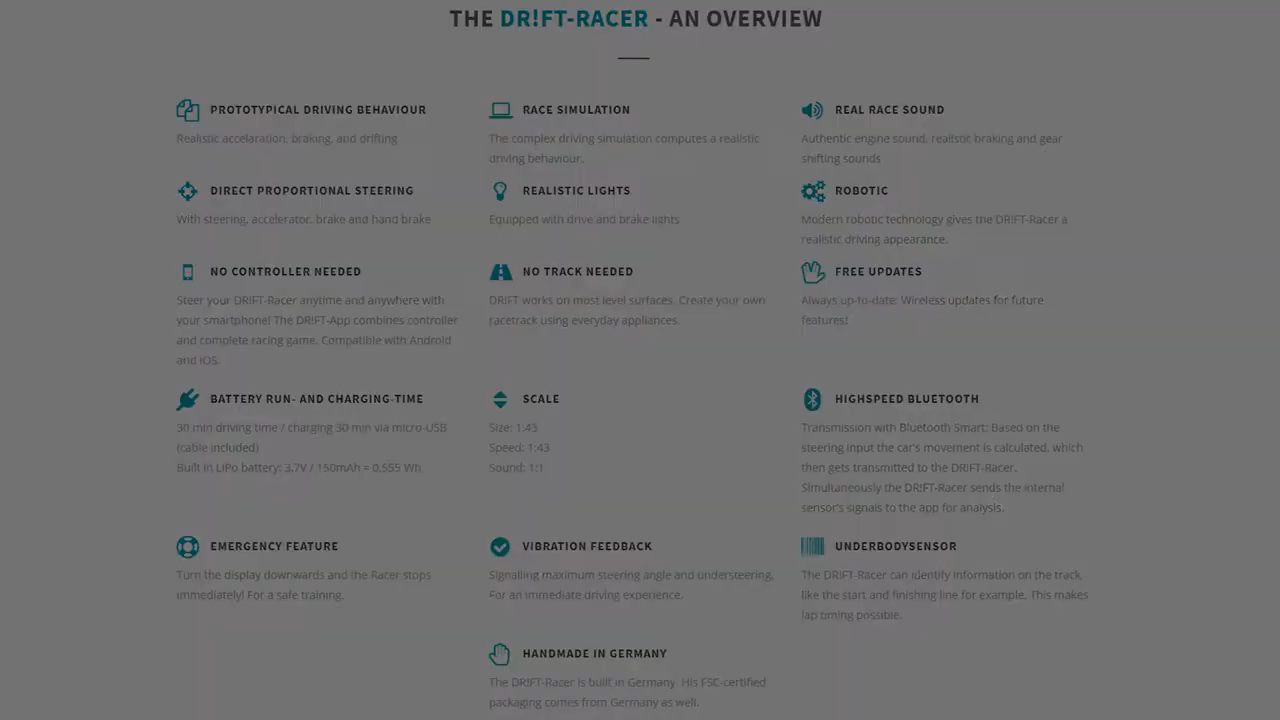 THE DR!FT-RACER - AN OVERVIEW
PROTOTYPICAL DRIVING BEHAVIOUR
Realistic accelaration, braking, and drifting
RACE SIMULATION
The complex driving simulation computes a realistic
driving behaviour.
REAL RACE SOUND
Authentic engine sound, realistic braking and gear
shifting sounds
DIRECT PROPORTIONAL STEERING
With steering, accelerator, brake and hand brake
REALISTIC LIGHTS
Equipped with drive and brake lights
ROBOTIC
Modern robotic technology gives the DR!FT-Racer a
realistic driving appearance.
NO CONTROLLER NEEDED
Steer your DR!FT-Racer anytime and anywhere with
your smartphone! The DR!FT-App combines controller
and complete racing game. Compatible with Android
and iOS.
NO TRACK NEEDED
DR!FT works on most level surfaces. Create your own
racetrack using everyday appliances.
FREE UPDATES
Always up-to-date: Wireless updates for future
features!
BATTERY RUN- AND CHARGING-TIME
30 min driving time / charging 30 min via micro-USB
(cable included)
Built in LiPo battery: 3,7V / 150mAh = 0,555 Wh
SCALE
Size: 1:43
Speed: 1:43
Sound: 1:1
HIGHSPEED BLUETOOTH
Transmission with Bluetooth Smart: Based on the
steering input the car's movement is calculated, which
then gets transmitted to the DR!FT-Racer.
Simultaneously the DR!FT-Racer sends the internal
sensor's signals to the app for analysis.
EMERGENCY FEATURE
Turn the display downwards and the Racer stops
immediately! For a safe training.
VIBRATION FEEDBACK
Signalling maximum steering angle and understeering,
For an immediate driving experience.
UNDERBODYSENSOR
The DR!FT-Racer can identify information on the track,
like the start and finishing line for example. This makes
lap timing possible.
HANDMADE IN GERMANY
The DR!FT-Racer is built in Germany. His FSC-certified
packaging comes from Germany as well.